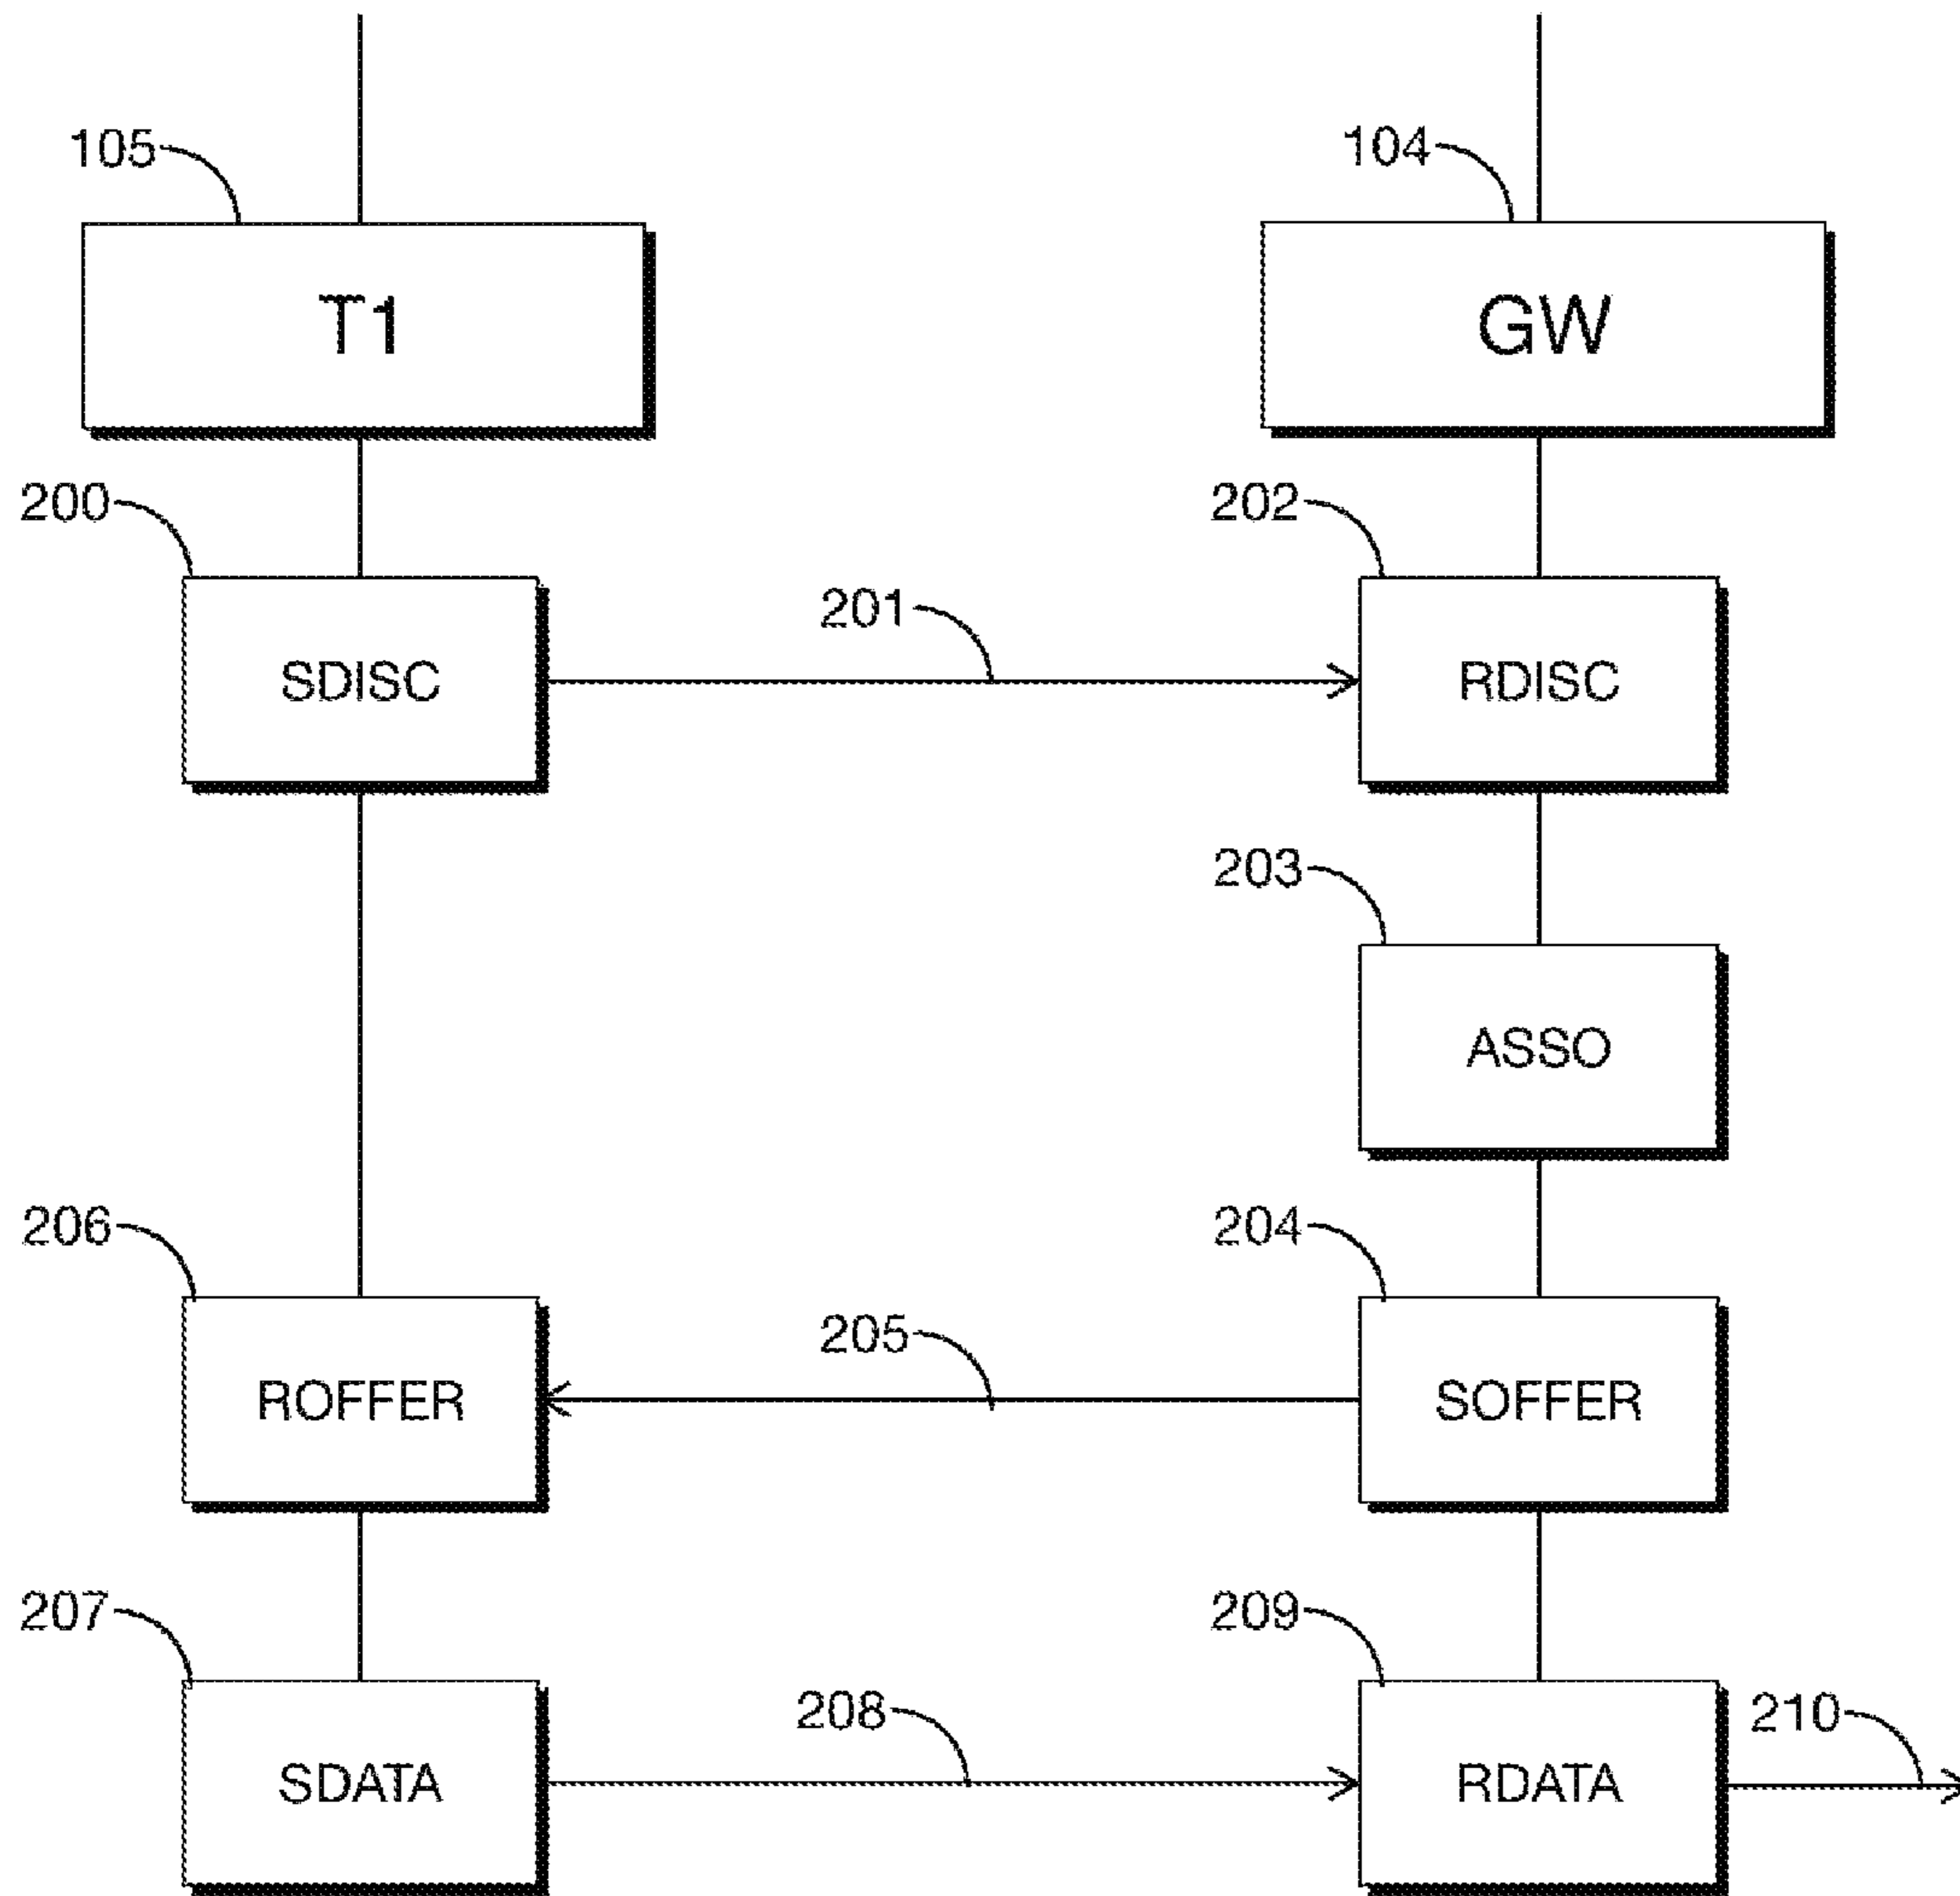 105
104
T1
GW
200
202
201
SDISC
RDISC
203
ASSO
206
204
205
ROFFER
SOFFER
207
209
208
210
SDATA
RDATA